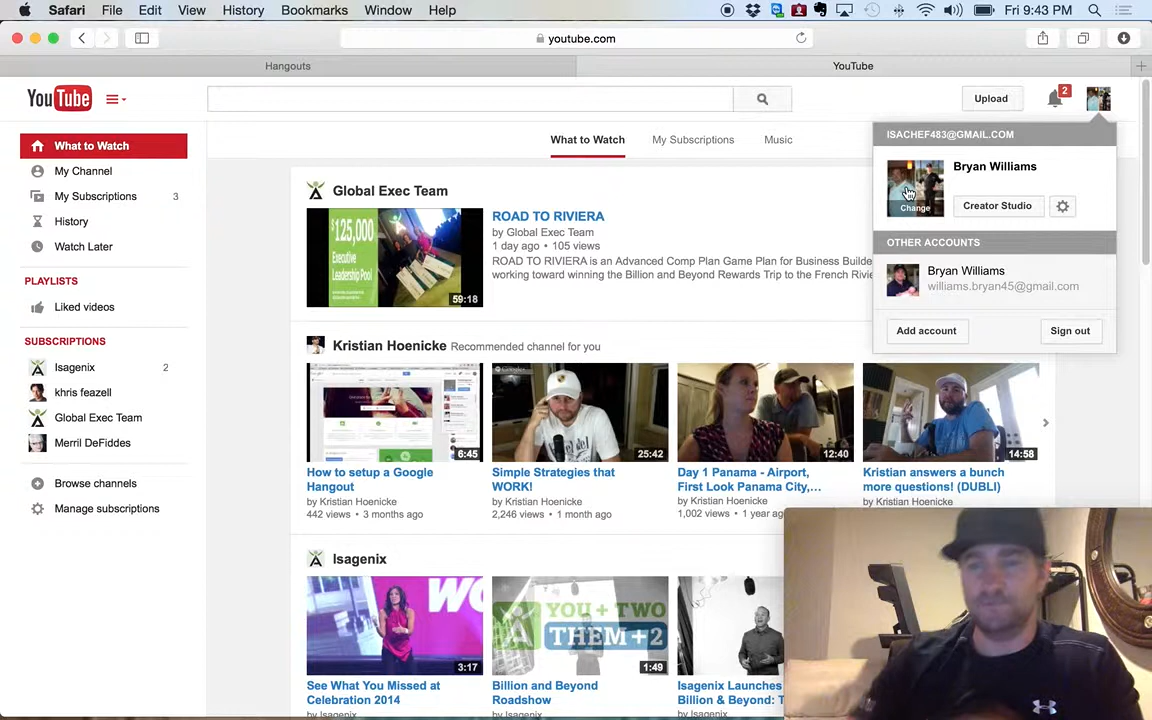 Safari File Edit View History Bookmarks Window Help Fri 9:43 PM
youtube.com
Hangouts YouTube
YouTube Upload 2
What to Watch My Subscriptions Music
What to Watch
My Channel
My Subscriptions 3
History
Watch Later
PLAYLISTS
Liked videos
SUBSCRIPTIONS
Isagenix 2
khris feazell
Global Exec Team
Merril DeFiddes
Browse channels
Manage subscriptions
ISACHEF483@GMAIL.COM
Bryan Williams
Change
Creator Studio
OTHER ACCOUNTS
Bryan Williams
williams.bryan45@gmail.com
Add account Sign out
Global Exec Team
$125,000
Executive
Leadership Pool
59:18
ROAD TO RIVIERA
by Global Exec Team
1 day ago • 105 views
ROAD TO RIVIERA is an Advanced Comp Plan Game Plan for Business Builde
working toward winning the Billion and Beyond Rewards Trip to the French Rivie
Kristian Hoenicke Recommended channel for you
6:45
How to setup a Google
Hangout
by Kristian Hoenicke
442 views • 3 months ago
25:42
Simple Strategies that
WORK!
by Kristian Hoenicke
2,246 views • 1 month ago
12:40
Day 1 Panama - Airport,
First Look Panama City,...
by Kristian Hoenicke
1,002 views • 1 year ag
14:58
Kristian answers a bunch
more questions! (DUBLI)
by Kristian Hoenicke
Isagenix
WO
3:17
See What You Missed at
Celebration 2014
by Isagenix
YOU + TWO
THEM +2
1:49
Billion and Beyond
Roadshow
by Isagenix
Isagenix Launches
Billion & Beyond: T
by Isagenix